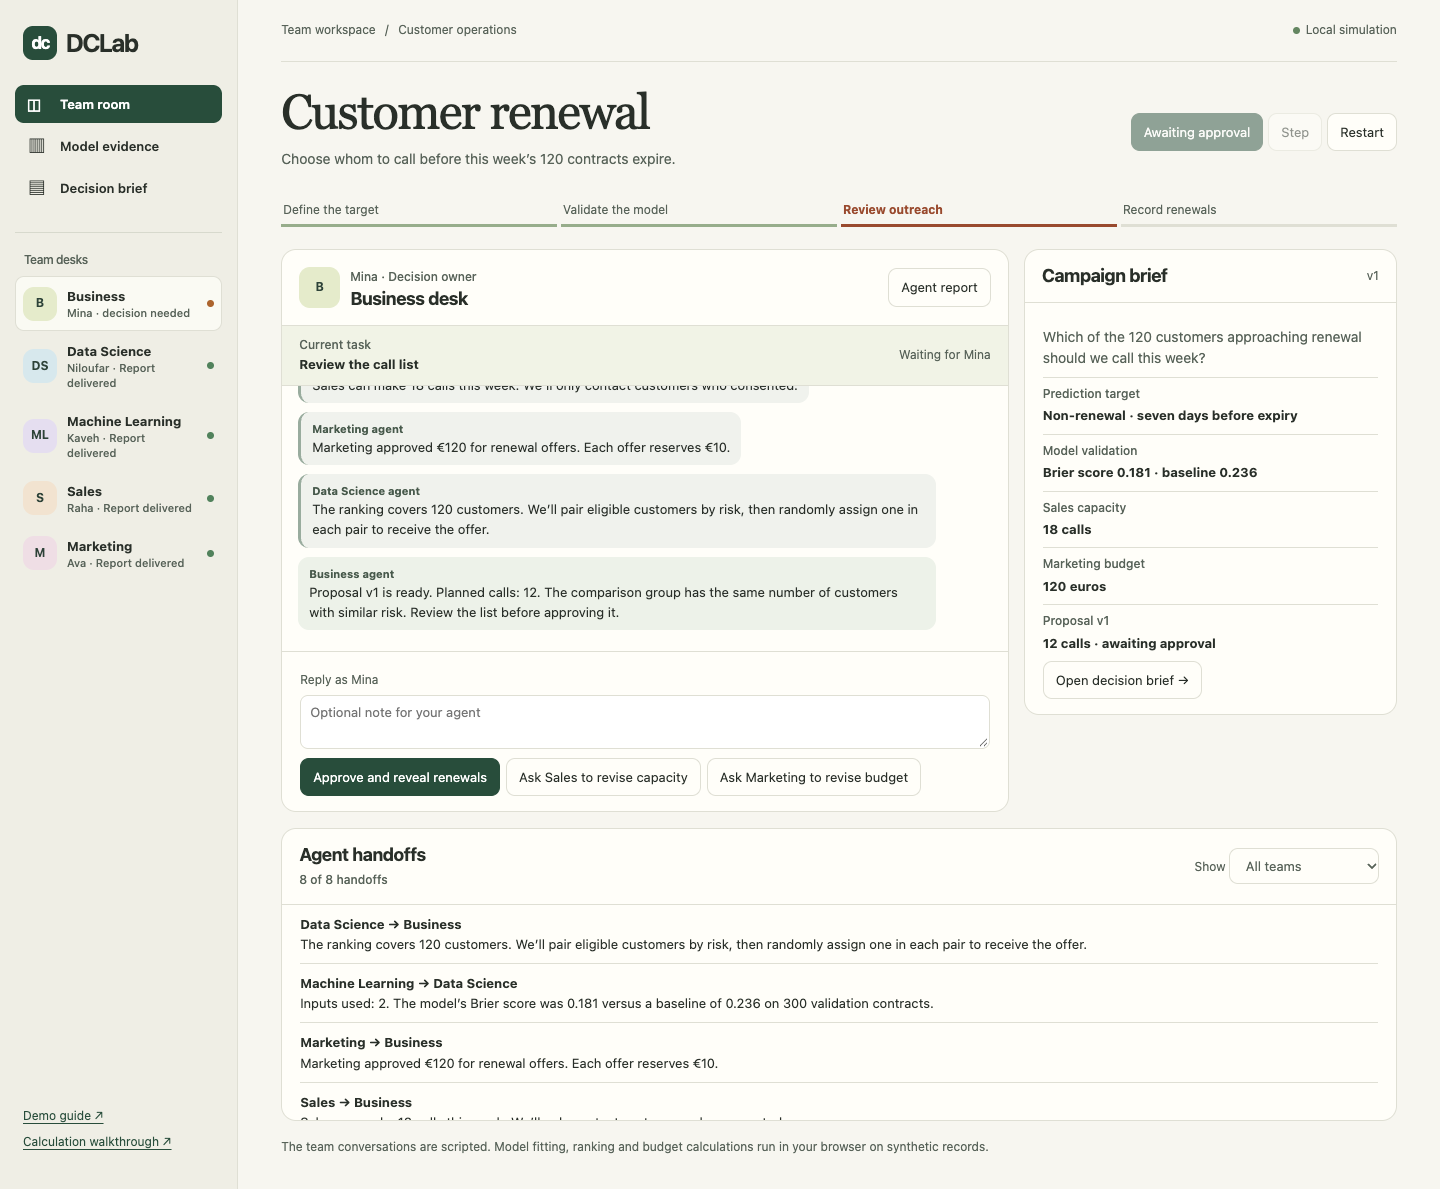 dc DCLab
Team room
Model evidence
Decision brief
Team desks
B
Business
Mina · decision needed
DS
Data Science
Niloufar · Report
delivered
ML
Machine Learning
Kaveh · Report
delivered
S
Sales
Raha · Report delivered
M
Marketing
Ava · Report delivered
Demo guide ↗
Calculation walkthrough ↗
Team workspace / Customer operations
Local simulation
Customer renewal
Choose whom to call before this week’s 120 contracts expire.
Awaiting approval
Step
Restart
Define the target
Validate the model
Review outreach
Record renewals
B
Mina · Decision owner
Business desk
Agent report
Current task
Review the call list
Waiting for Mina
Sales can make 18 calls this week. We’ll only contact customers who consented.
Marketing agent
Marketing approved €120 for renewal offers. Each offer reserves €10.
Data Science agent
The ranking covers 120 customers. We’ll pair eligible customers by risk, then randomly assign one in
each pair to receive the offer.
Business agent
Proposal v1 is ready. Planned calls: 12. The comparison group has the same number of customers
with similar risk. Review the list before approving it.
Reply as Mina
Optional note for your agent
Approve and reveal renewals
Ask Sales to revise capacity
Ask Marketing to revise budget
Campaign brief
v1
Which of the 120 customers approaching renewal
should we call this week?
Prediction target
Non-renewal · seven days before expiry
Model validation
Brier score 0.181 · baseline 0.236
Sales capacity
18 calls
Marketing budget
120 euros
Proposal v1
12 calls · awaiting approval
Open decision brief →
Agent handoffs
8 of 8 handoffs
Show
All teams
Data Science → Business
The ranking covers 120 customers. We’ll pair eligible customers by risk, then randomly assign one in each pair to receive the offer.
Machine Learning → Data Science
Inputs used: 2. The model’s Brier score was 0.181 versus a baseline of 0.236 on 300 validation contracts.
Marketing → Business
Marketing approved €120 for renewal offers. Each offer reserves €10.
Sales → Business
The team conversations are scripted. Model fitting, ranking and budget calculations run in your browser on synthetic records.